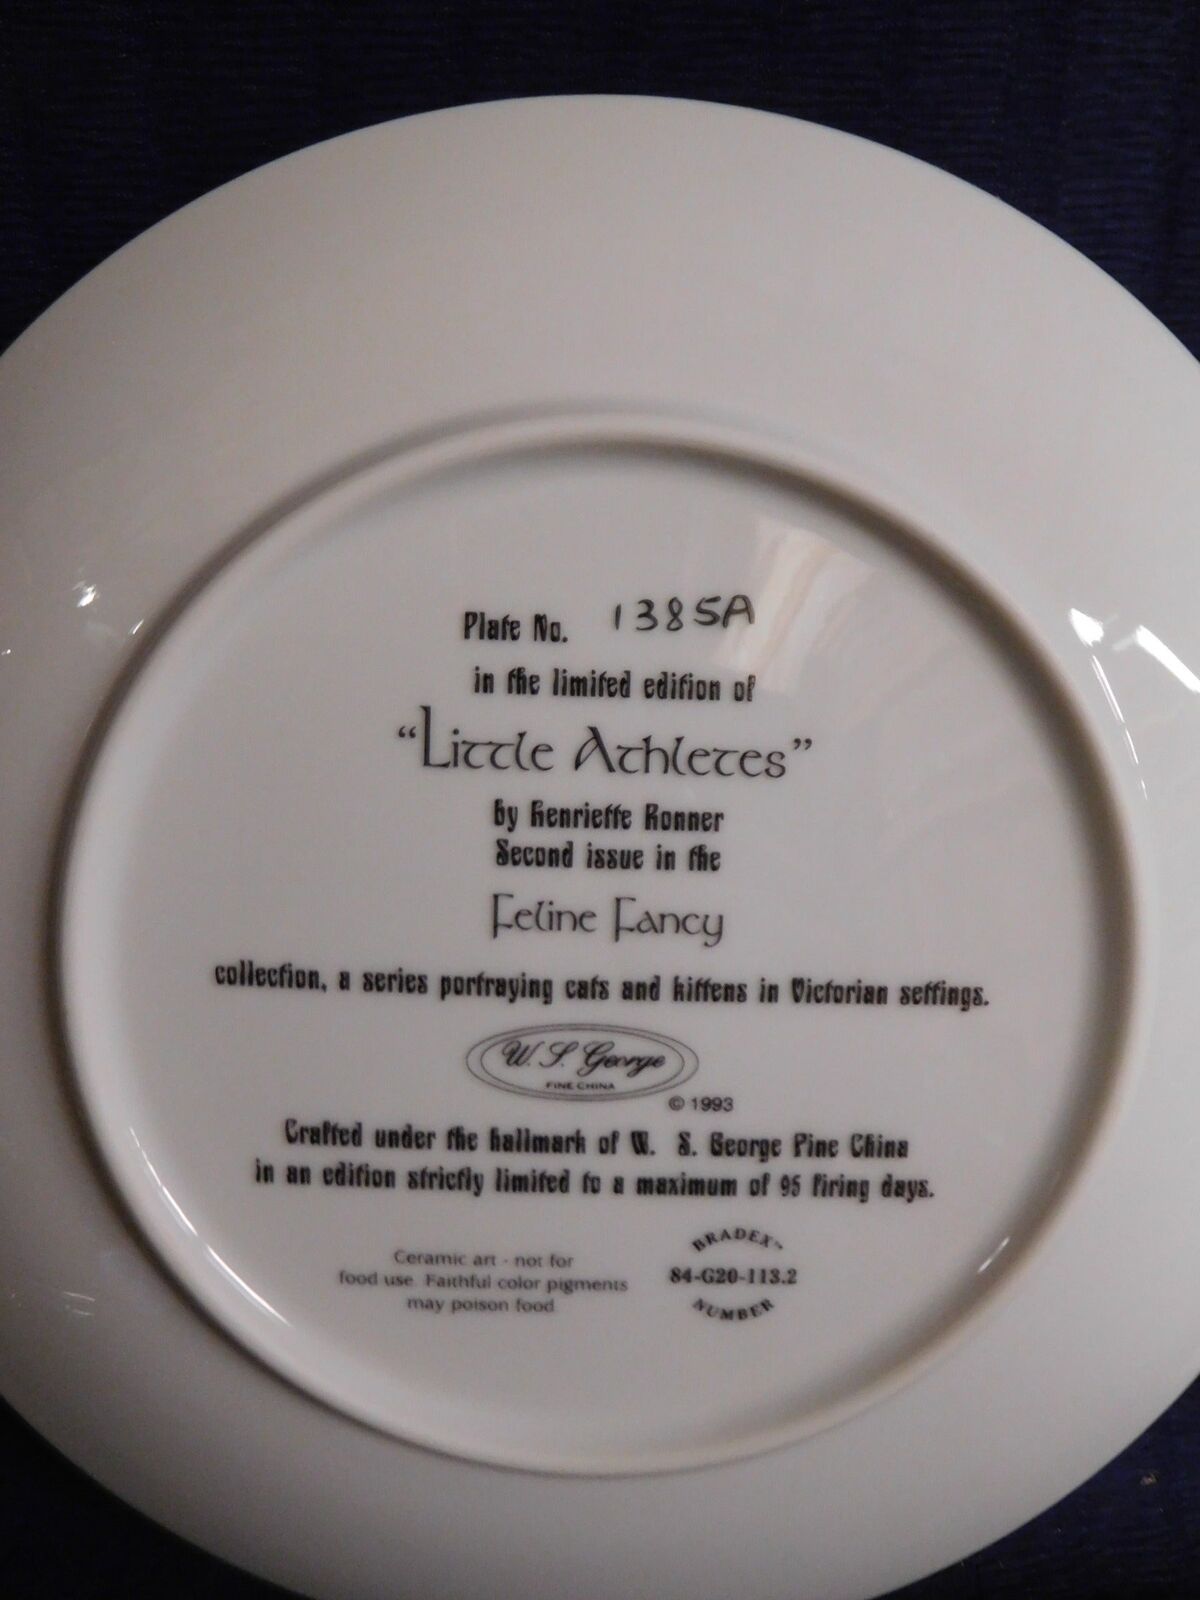 Plate No. 1385A
in the limited edition of
“Little Athletes”
by Henriette Ronner
Second issue in the
Feline Fancy
collection, a series portraying cats and kittens in Victorian settings.
W. S. George
FINE CHINA
© 1993
Crafted under the hallmark of W. S. George Fine China
in an edition strictly limited to a maximum of 95 firing days.
Ceramic art - not for
food use. Faithful color pigments
may poison food
BRADEX™
84-G20-113.2
NUMBER